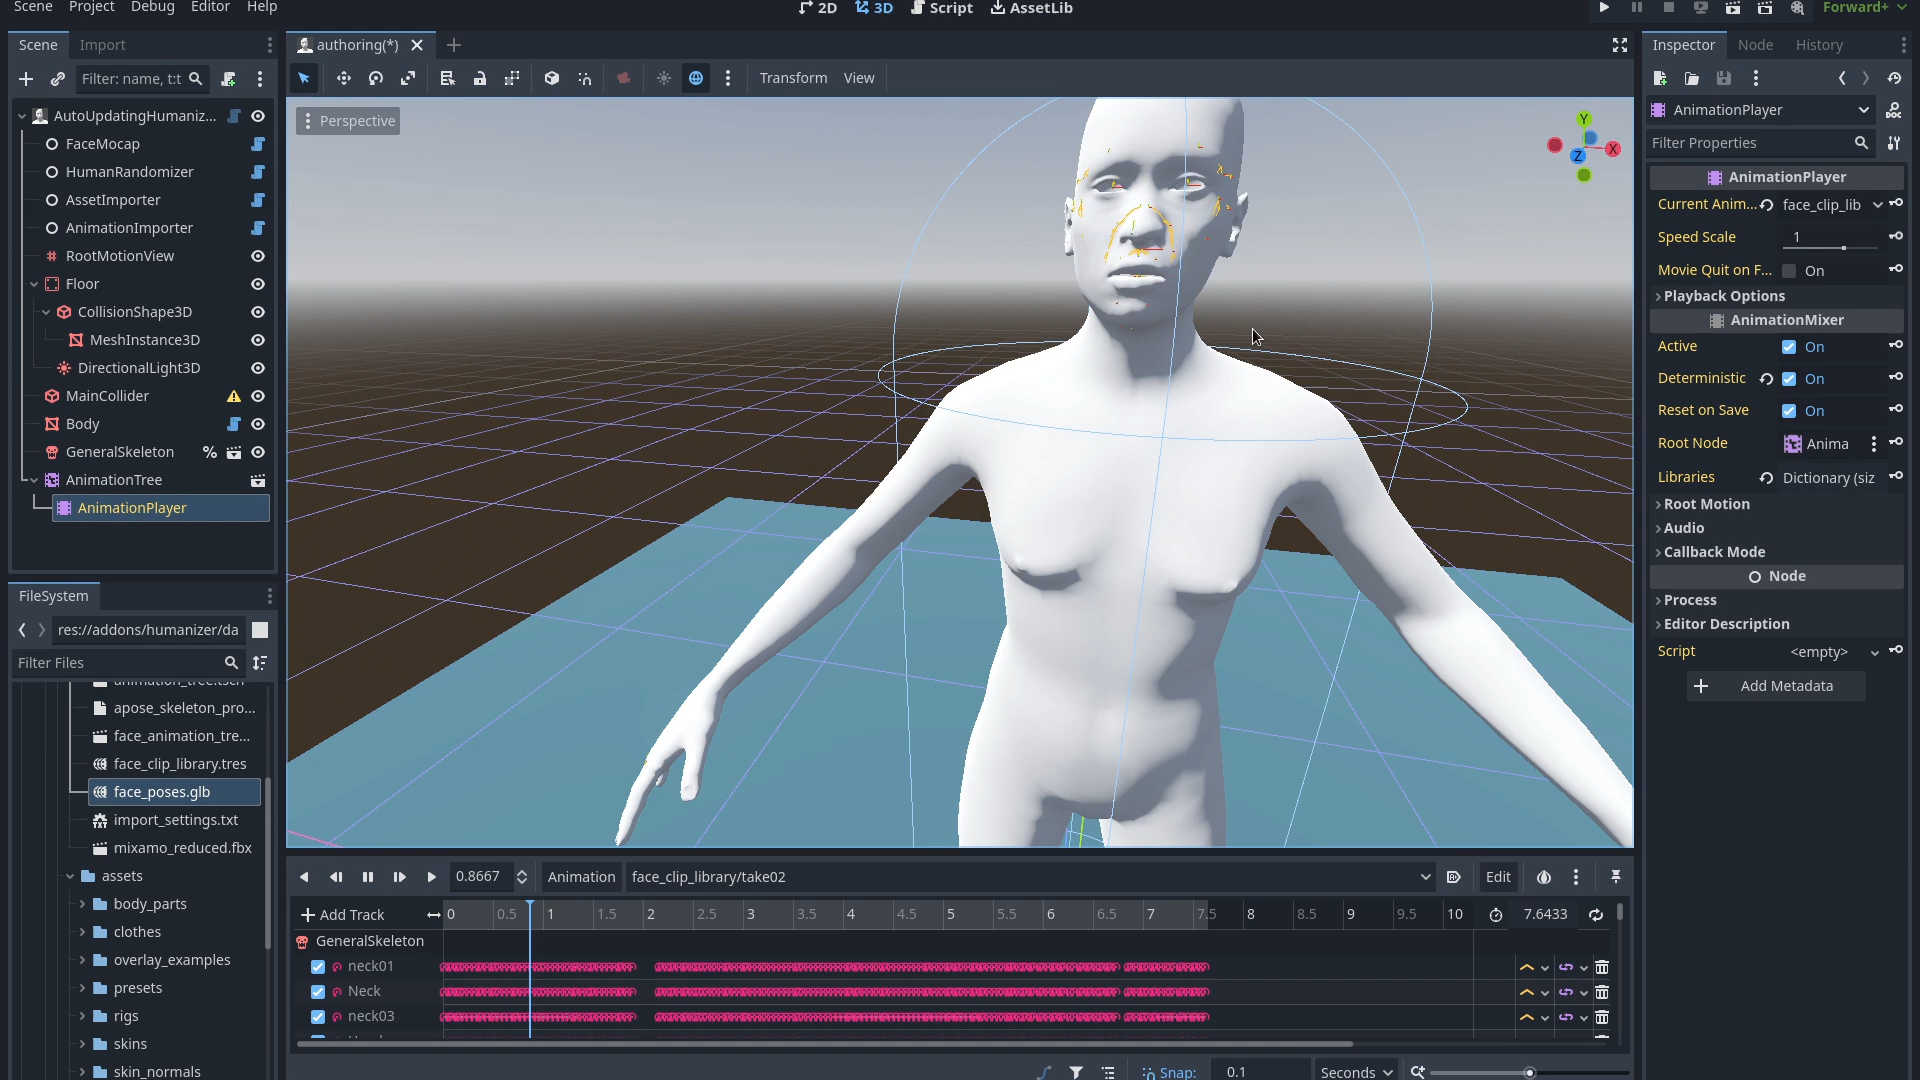 Scene Project Debug Editor Help
2D 3D Script AssetLib
Forward+
Scene Import
Filter: name, t:t
AutoUpdatingHumaniz...
FaceMocap
HumanRandomizer
AssetImporter
AnimationImporter
RootMotionView
Floor
CollisionShape3D
MeshInstance3D
DirectionalLight3D
MainCollider
Body
GeneralSkeleton %
AnimationTree
AnimationPlayer
FileSystem
res://addons/humanizer/da
Filter Files
apose_skeleton_pro...
face_animation_tre...
face_clip_library.tres
face_poses.glb
import_settings.txt
mixamo_reduced.fbx
assets
body_parts
clothes
overlay_examples
presets
rigs
skins
skin_normals
authoring(*)
Transform View
Perspective
Y
Z X
0.8667 Animation face_clip_library/take02 Edit
Add Track 0 0.5 1 1.5 2 2.5 3 3.5 4 4.5 5 5.5 6 6.5 7 7.5 8 8.5 9 9.5 10 7.6433
GeneralSkeleton
neck01
Neck
neck03
Snap: 0.1 Seconds
Inspector Node History
AnimationPlayer
Filter Properties
AnimationPlayer
Current Anim... face_clip_lib
Speed Scale 1
Movie Quit on F... On
Playback Options
AnimationMixer
Active On
Deterministic On
Reset on Save On
Root Node Anima
Libraries Dictionary (siz
Root Motion
Audio
Callback Mode
Node
Process
Editor Description
Script <empty>
Add Metadata